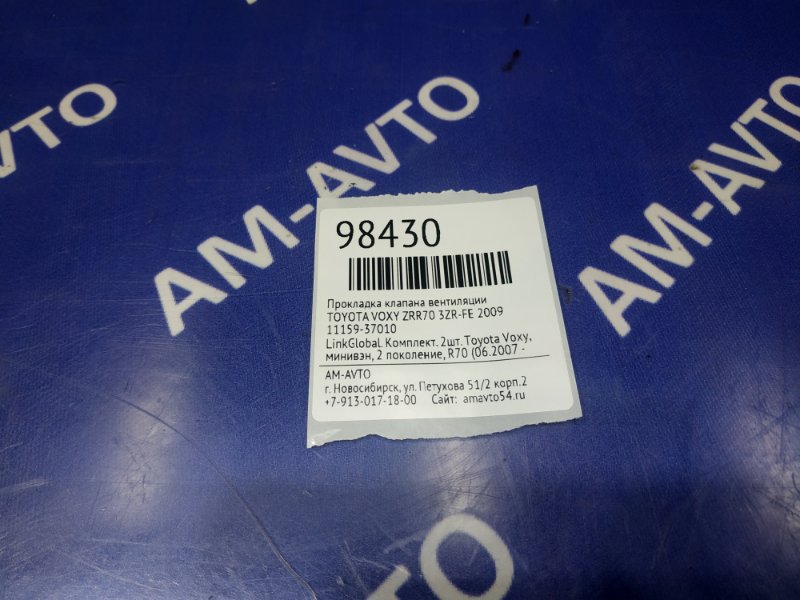 AM-AVTO
AM-AVTO
AM-AVTO
98430
Прокладка клапана вентиляции
TOYOTA VOXY ZRR70 3ZR-FE 2009
11159-37010
LinkGlobal. Комплект. 2шт. Toyota Voxy,
минивэн, 2 поколение, R70 (06.2007 -
AM-AVTO
г. Новосибирск, ул. Петухова 51/2 корп.2
+7-913-017-18-00 Сайт: amavto54.ru
AM-AVTO